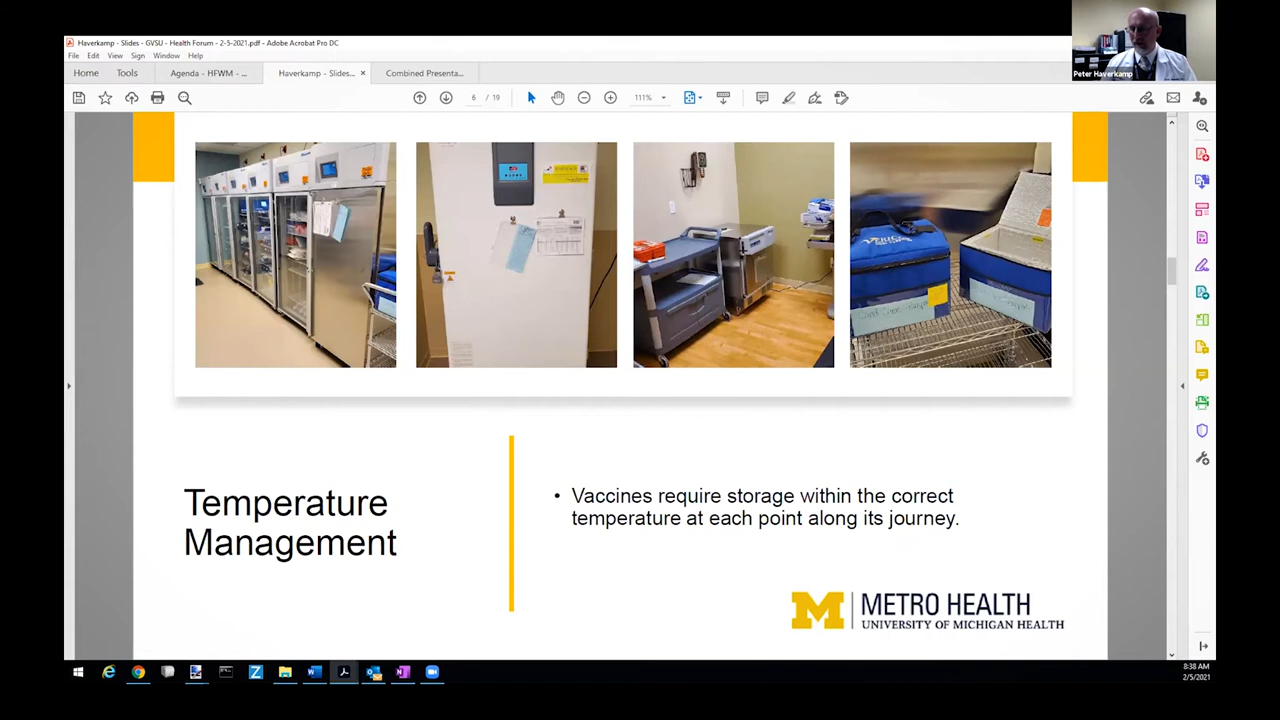 Haverkamp - Slides - GVSU - Health Forum - 2-5-2021.pdf - Adobe Acrobat Pro DC
File Edit View Sign Window Help
Home Tools Agenda - HFWM - ... Haverkamp - Slides... × Combined Presenta...
6 / 19 111%
Peter Haverkamp
VeriCor
Temperature
Management
• Vaccines require storage within the correct
temperature at each point along its journey.
M METRO HEALTH
UNIVERSITY OF MICHIGAN HEALTH
8:38 AM
2/5/2021